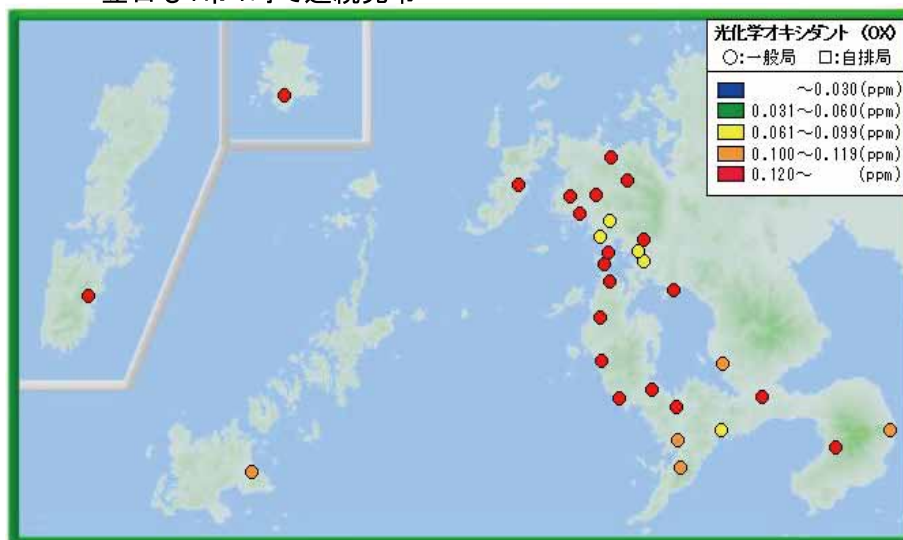 光化学オキシダント (OX)
○:一般局 □:自排局
~0.030(ppm)
0.031~0.060(ppm)
0.061~0.099(ppm)
0.100~0.119(ppm)
0.120~ (ppm)